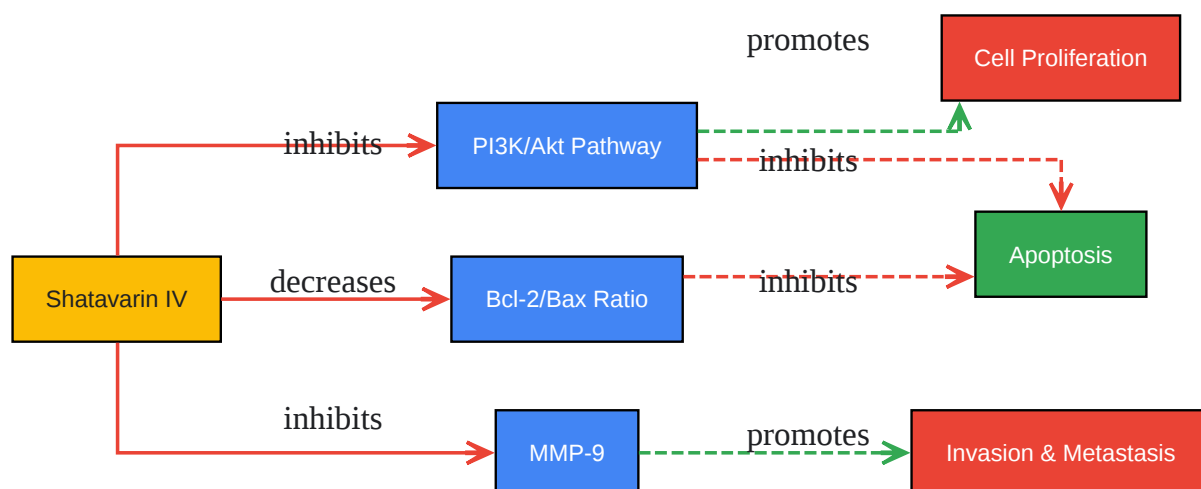 promotes
Cell Proliferation
inhibits
PI3K/Akt Pathway
inhibits
Apoptosis
Shatavarin IV
decreases
Bcl-2/Bax Ratio
inhibits
inhibits
MMP-9
promotes
Invasion & Metastasis